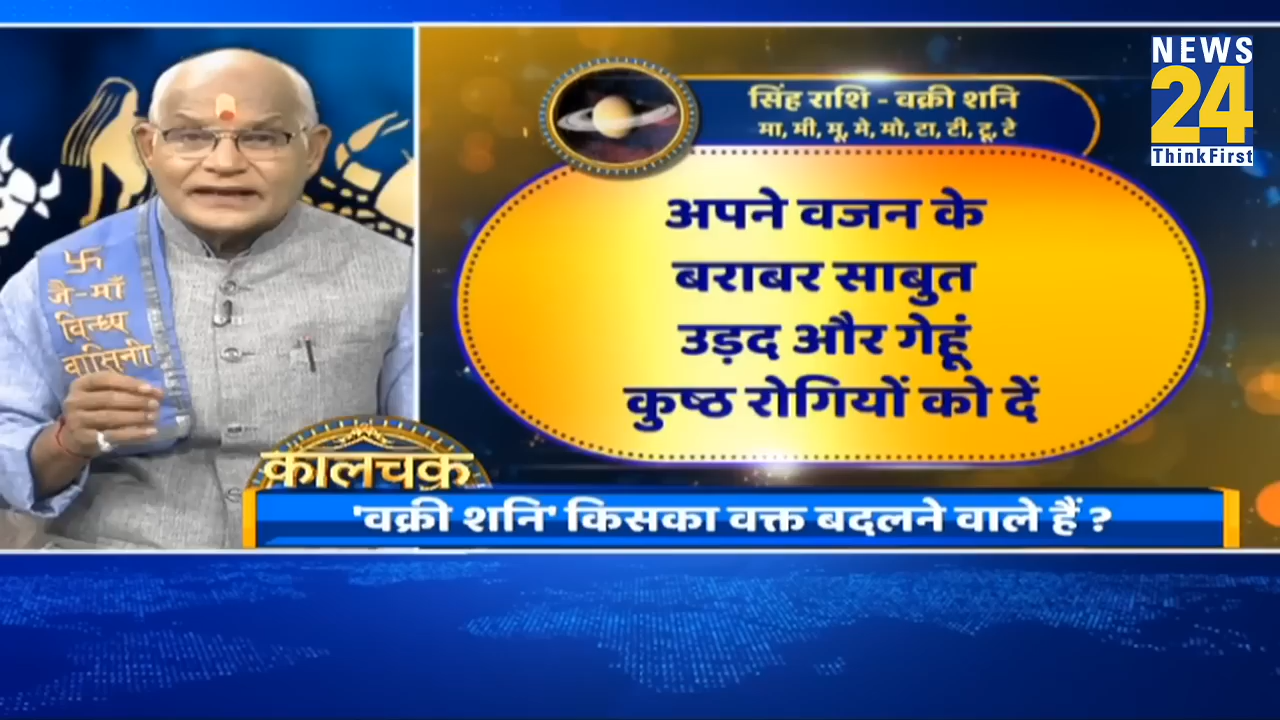 NEWS
24
ThinkFirst
सिंह राशि - वक्री शनि
मा, मी, मू, मे, मो, टा, टी, टू, टे
अपने वजन के
बराबर साबुत
उड़द और गेहूं
कुष्ठ रोगियों को दें
जै-माँ
विन्ध्य
वासिनी
कालचक्र
'वक्री शनि' किसका वक्त बदलने वाले हैं ?